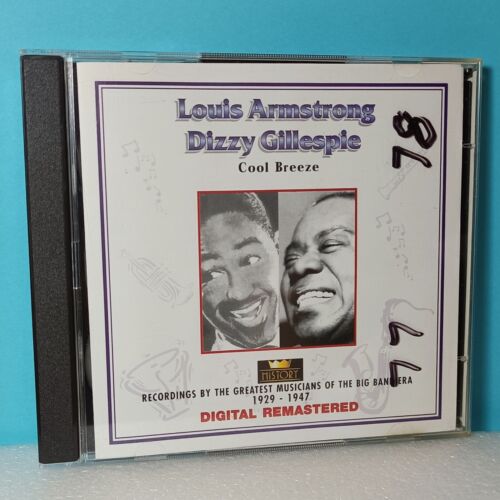 Louis Armstrong
Dizzy Gillespie
Cool Breeze
78
77
HISTORY
RECORDINGS BY THE GREATEST MUSICIANS OF THE BIG BAND ERA
1929 - 1947
DIGITAL REMASTERED